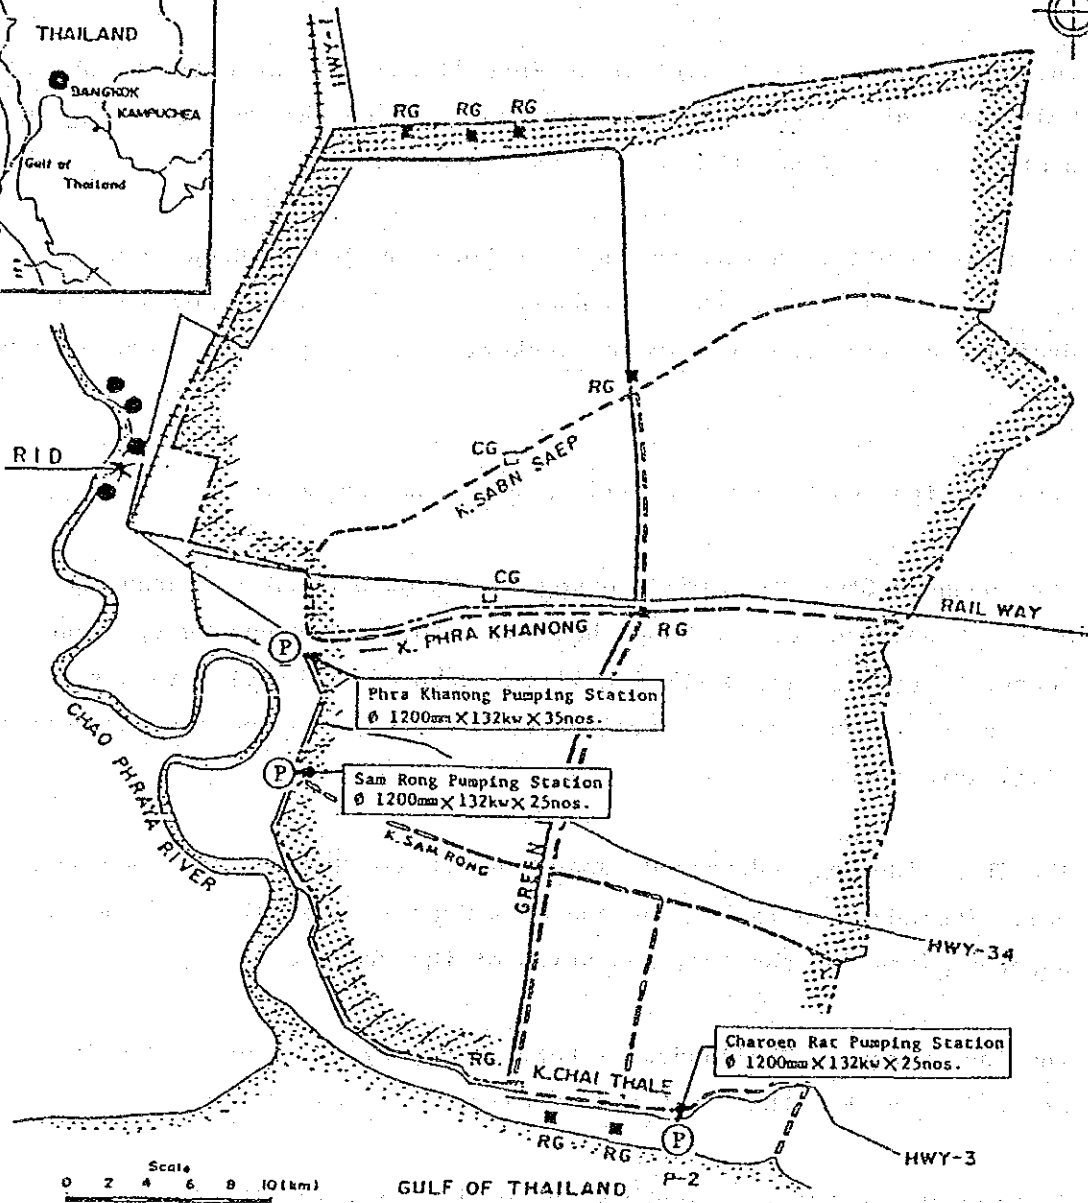 THAILAND
BANGKOK
KAMPUCHEA
Gulf of
Thailand
HWY-1
RG
RG
RG
RG
CG
K. SABN SAEP
RID
CG
RAIL WAY
K. PHRA KHANONG
RG
P
Phra Khanong Pumping Station
Ø 1200mm X 132kw X 35nos.
P
Sam Rong Pumping Station
Ø 1200mm X 132kw X 25nos.
CHAO PHRAYA RIVER
K. SAM RONG
GREEN
HWY-34
Charoen Rat Pumping Station
Ø 1200mm X 132kw X 25nos.
RG.
K.CHAI THALE
RG
RG
P
P-2
HWY-3
Scale
0 2 4 6 8 10(km)
GULF OF THAILAND